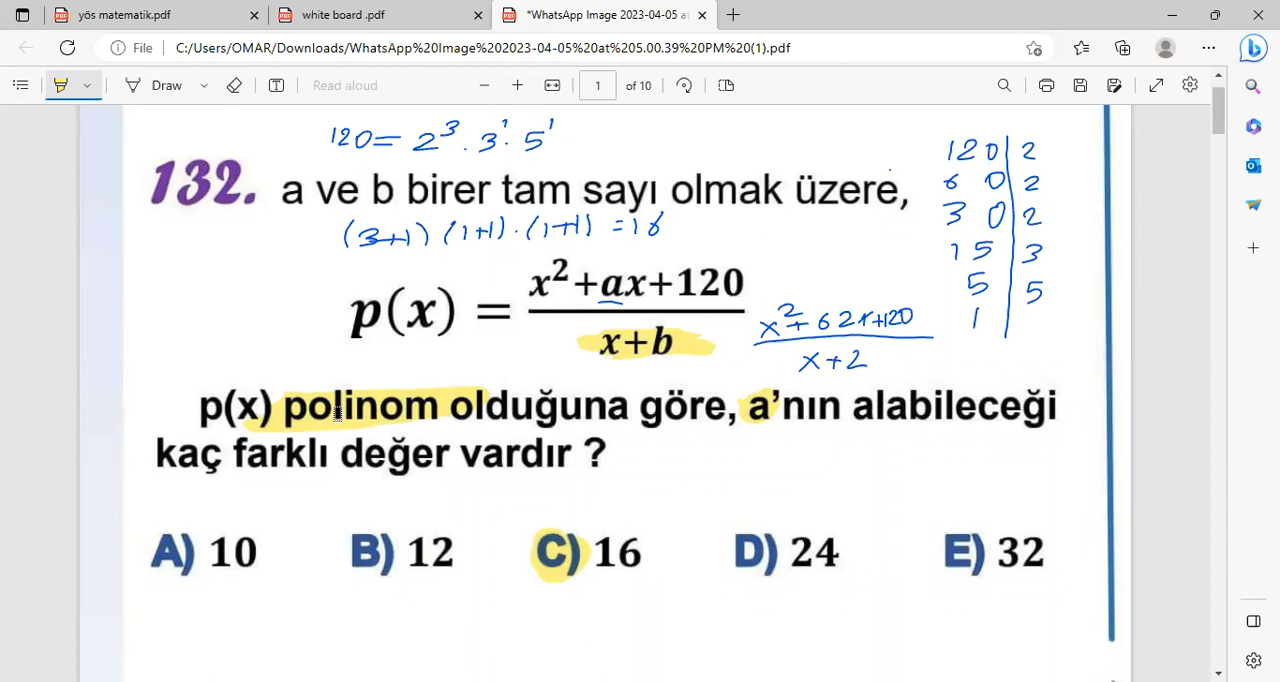 yös matematik.pdf
white board .pdf
*WhatsApp Image 2023-04-05 at
File
C:/Users/OMAR/Downloads/WhatsApp%20Image%202023-04-05%20at%205.00.39%20PM%20(1).pdf
Draw
Read aloud
1 of 10
120 = 2³ . 3¹ . 5¹
132. a ve b birer tam sayı olmak üzere,
(3+1) (1+1) . (1+1) = 16
120 | 2
60 | 2
30 | 2
15 | 3
5 | 5
1 |
p(x) = (x²+ax+120)/(x+b)
(x²+62x+120)/(x+2)
p(x) polinom olduğuna göre, a'nın alabileceği
kaç farklı değer vardır ?
A) 10 B) 12 C) 16 D) 24 E) 32